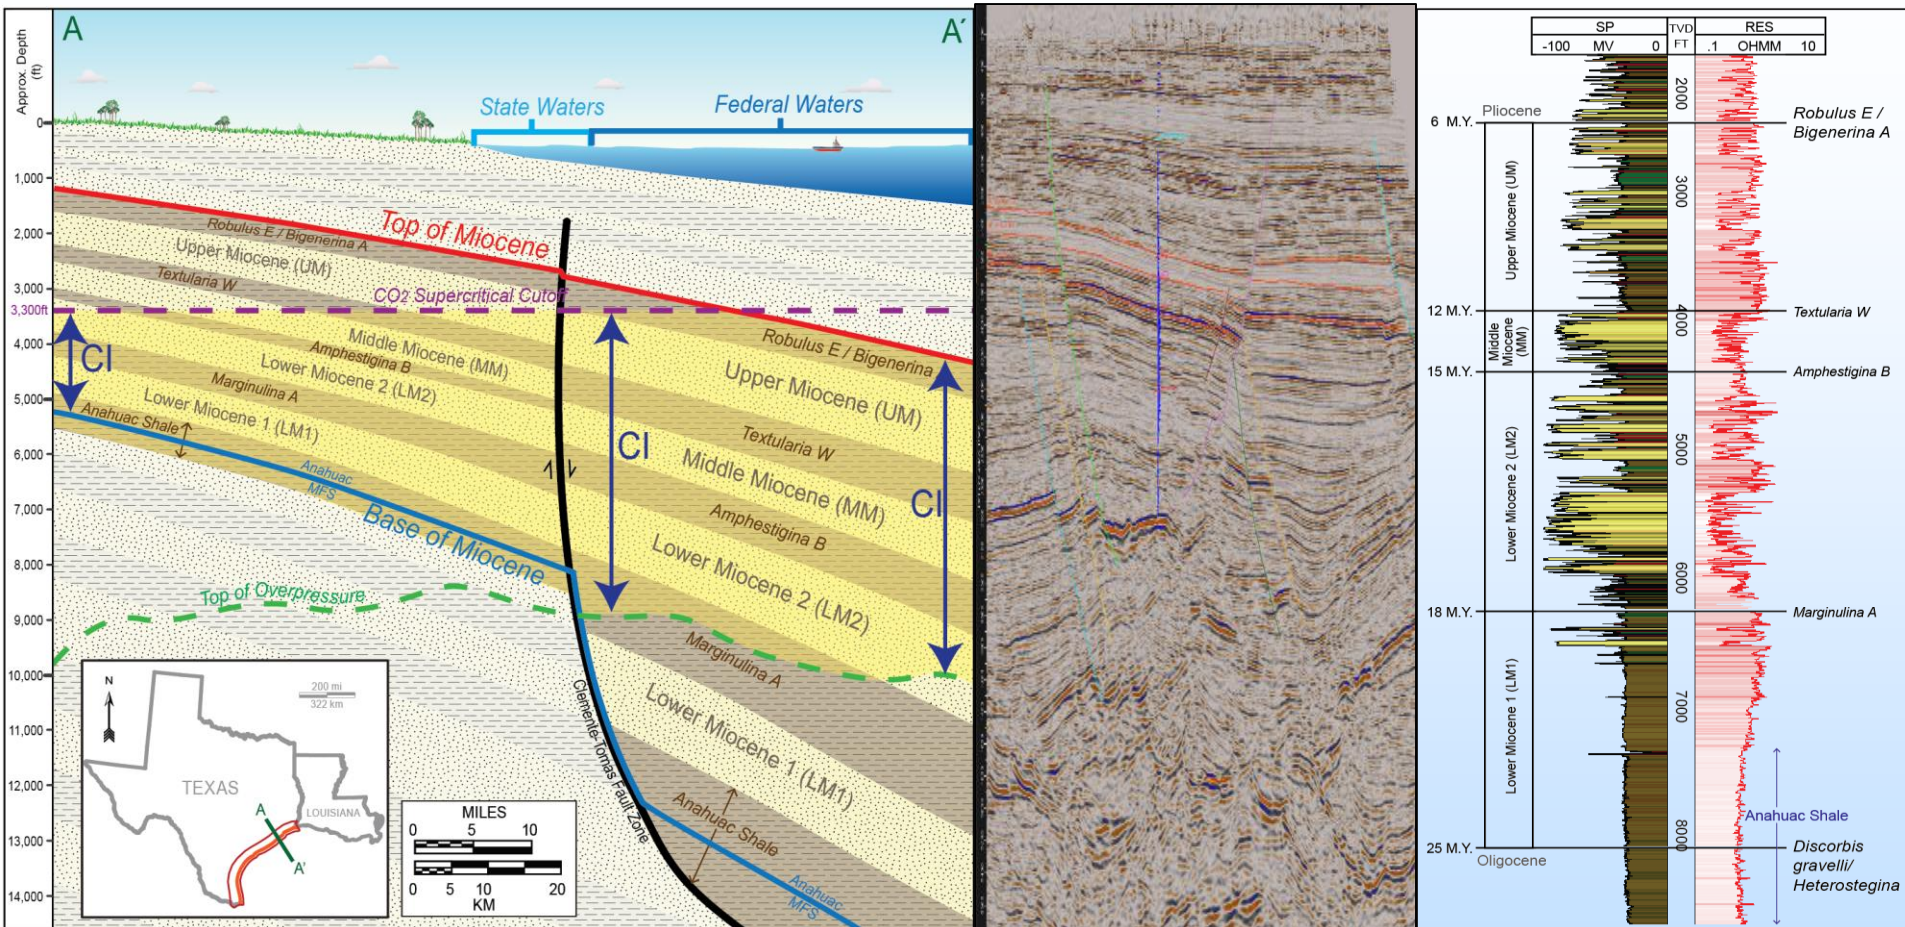 A
A′
Approx. Depth
(ft)
State Waters
Federal Waters
0
1,000
2,000
3,000
3,300ft
4,000
5,000
6,000
7,000
8,000
9,000
10,000
11,000
12,000
13,000
14,000
Top of Miocene
Robulus E / Bigenerina A
Upper Miocene (UM)
Textularia W
CO2 Supercritical Cutoff
CI
Middle Miocene (MM)
Amphestigina B
Lower Miocene 2 (LM2)
Marginulina A
Lower Miocene 1 (LM1)
Anahuac Shale
Anahuac
MFS
Base of Miocene
Top of Overpressure
CI
Robulus E / Bigenerina
Upper Miocene (UM)
Textularia W
Middle Miocene (MM)
Amphestigina B
Lower Miocene 2 (LM2)
CI
Marginulina A
Lower Miocene 1 (LM1)
Anahuac Shale
Anahuac
MFS
Clemente-Tomas Fault Zone
N
200 mi
322 km
TEXAS
LOUISIANA
A
A'
MILES
0 5 10
0 5 10 20
KM
SP
TVD
RES
-100 MV 0
FT
.1 OHMM 10
2000
3000
4000
5000
6000
7000
8000
Pliocene
6 M.Y.
Robulus E /
Bigenerina A
Upper Miocene (UM)
12 M.Y.
Textularia W
Middle
Miocene
(MM)
15 M.Y.
Amphestigina B
Lower Miocene 2 (LM2)
18 M.Y.
Marginulina A
Lower Miocene 1 (LM1)
Anahuac Shale
25 M.Y.
Oligocene
Discorbis
gravelli/
Heterostegina